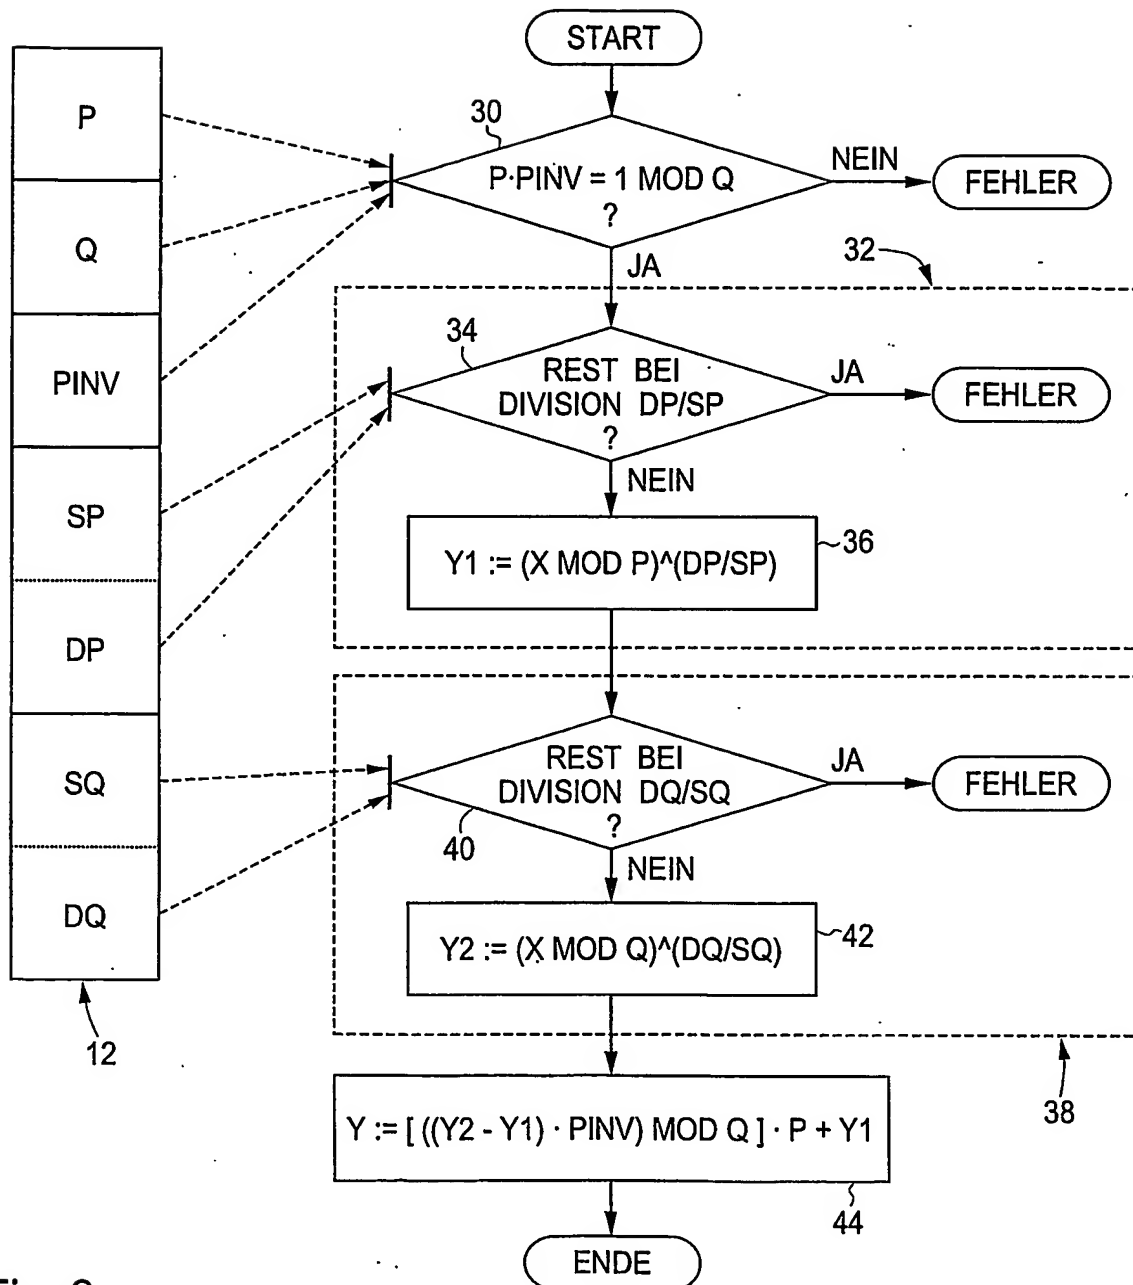 START
P
30
P·PINV = 1 MOD Q
?
NEIN
FEHLER
Q
JA
32
PINV
34
REST BEI
DIVISION DP/SP
?
JA
FEHLER
NEIN
SP
Y1 := (X MOD P)^(DP/SP)
36
DP
SQ
REST BEI
DIVISION DQ/SQ
?
JA
FEHLER
40
NEIN
DQ
Y2 := (X MOD Q)^(DQ/SQ)
42
12
38
Y := [ ((Y2 - Y1) · PINV) MOD Q ] · P + Y1
44
ENDE